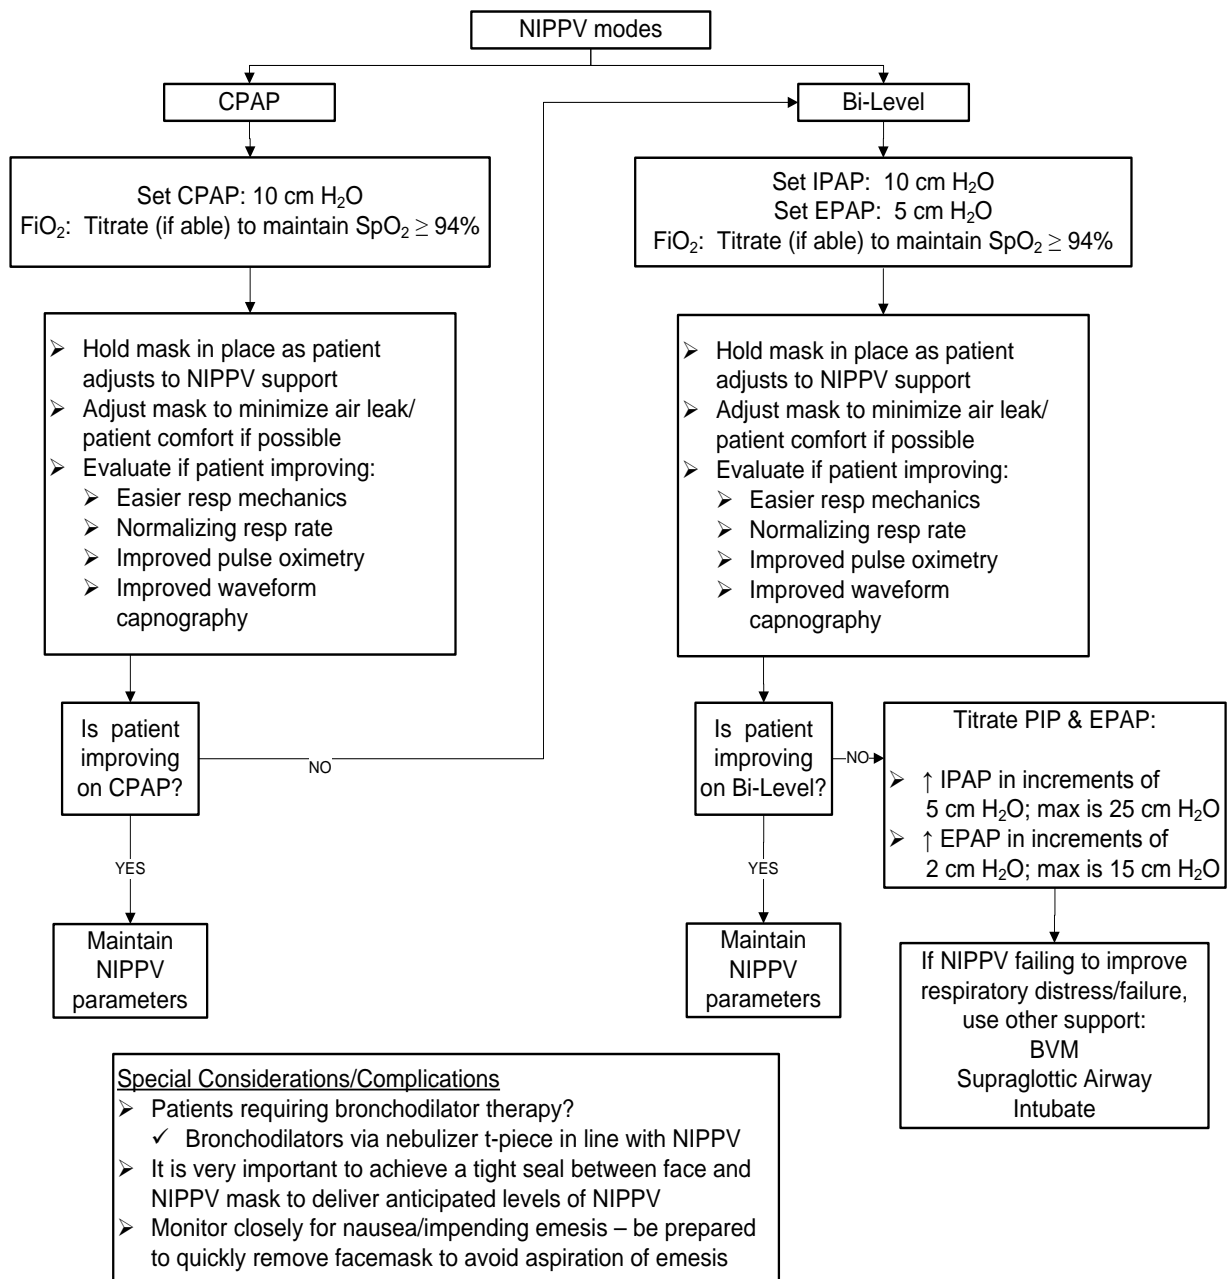 NIPPV modes
CPAP
Set CPAP: 10 cm H₂O
FiO₂: Titrate (if able) to maintain SpO₂ ≥ 94%
➢ Hold mask in place as patient
adjusts to NIPPV support
➢ Adjust mask to minimize air leak/
patient comfort if possible
➢ Evaluate if patient improving:
➢ Easier resp mechanics
➢ Normalizing resp rate
➢ Improved pulse oximetry
➢ Improved waveform
capnography
Is patient
improving
on CPAP?
NO
YES
Maintain
NIPPV
parameters
Bi-Level
Set IPAP: 10 cm H₂O
Set EPAP: 5 cm H₂O
FiO₂: Titrate (if able) to maintain SpO₂ ≥ 94%
➢ Hold mask in place as patient
adjusts to NIPPV support
➢ Adjust mask to minimize air leak/
patient comfort if possible
➢ Evaluate if patient improving:
➢ Easier resp mechanics
➢ Normalizing resp rate
➢ Improved pulse oximetry
➢ Improved waveform
capnography
Is patient
improving
on Bi-Level?
NO
YES
Maintain
NIPPV
parameters
Titrate PIP & EPAP:
➢ ↑ IPAP in increments of
5 cm H₂O; max is 25 cm H₂O
➢ ↑ EPAP in increments of
2 cm H₂O; max is 15 cm H₂O
If NIPPV failing to improve
respiratory distress/failure,
use other support:
BVM
Supraglottic Airway
Intubate
Special Considerations/Complications
➢ Patients requiring bronchodilator therapy?
✓ Bronchodilators via nebulizer t-piece in line with NIPPV
➢ It is very important to achieve a tight seal between face and
NIPPV mask to deliver anticipated levels of NIPPV
➢ Monitor closely for nausea/impending emesis – be prepared
to quickly remove facemask to avoid aspiration of emesis